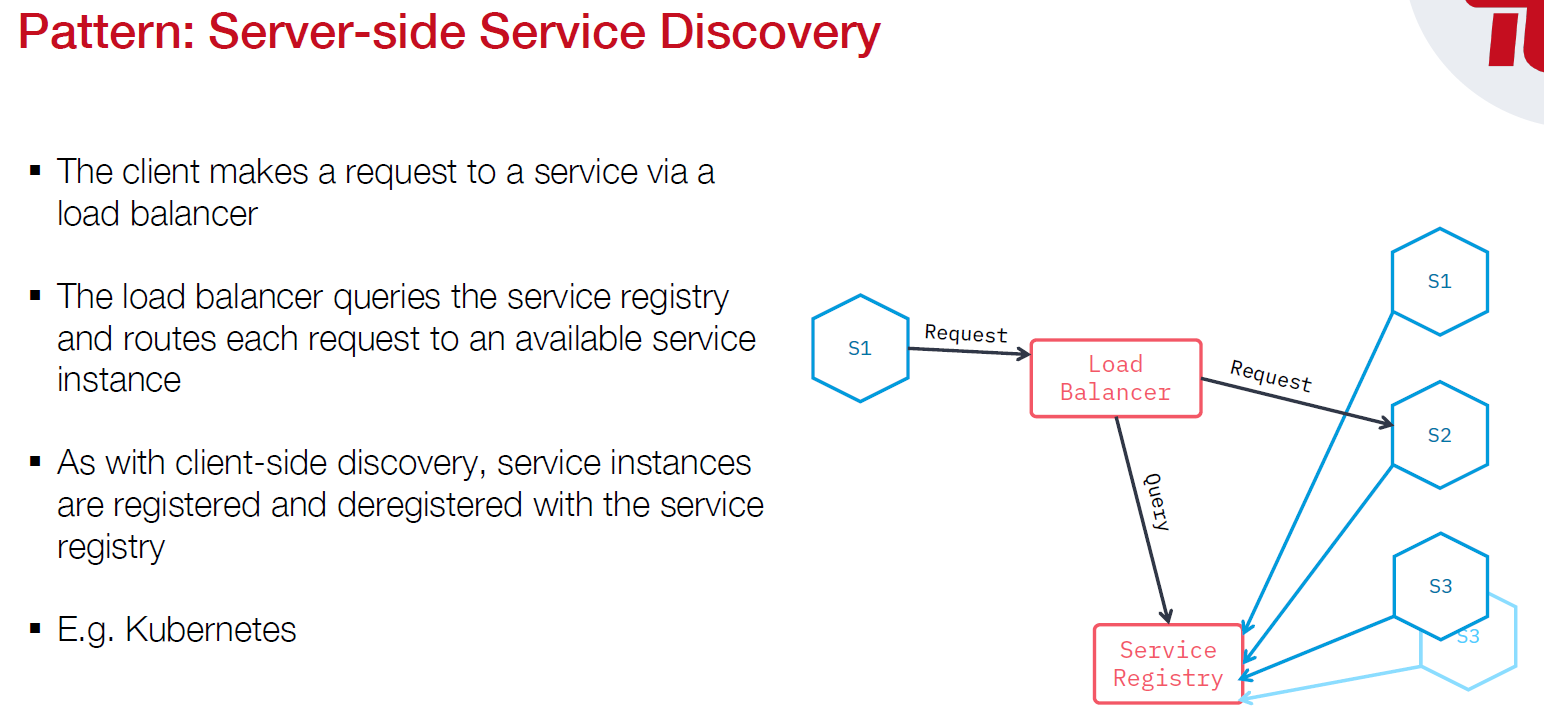 Pattern: Server-side Service Discovery
▪ The client makes a request to a service via a
load balancer
▪ The load balancer queries the service registry
and routes each request to an available service
instance
▪ As with client-side discovery, service instances
are registered and deregistered with the service
registry
▪ E.g. Kubernetes
S1
Request
Load
Balancer
Request
Query
Service
Registry
S1
S2
S3
S3